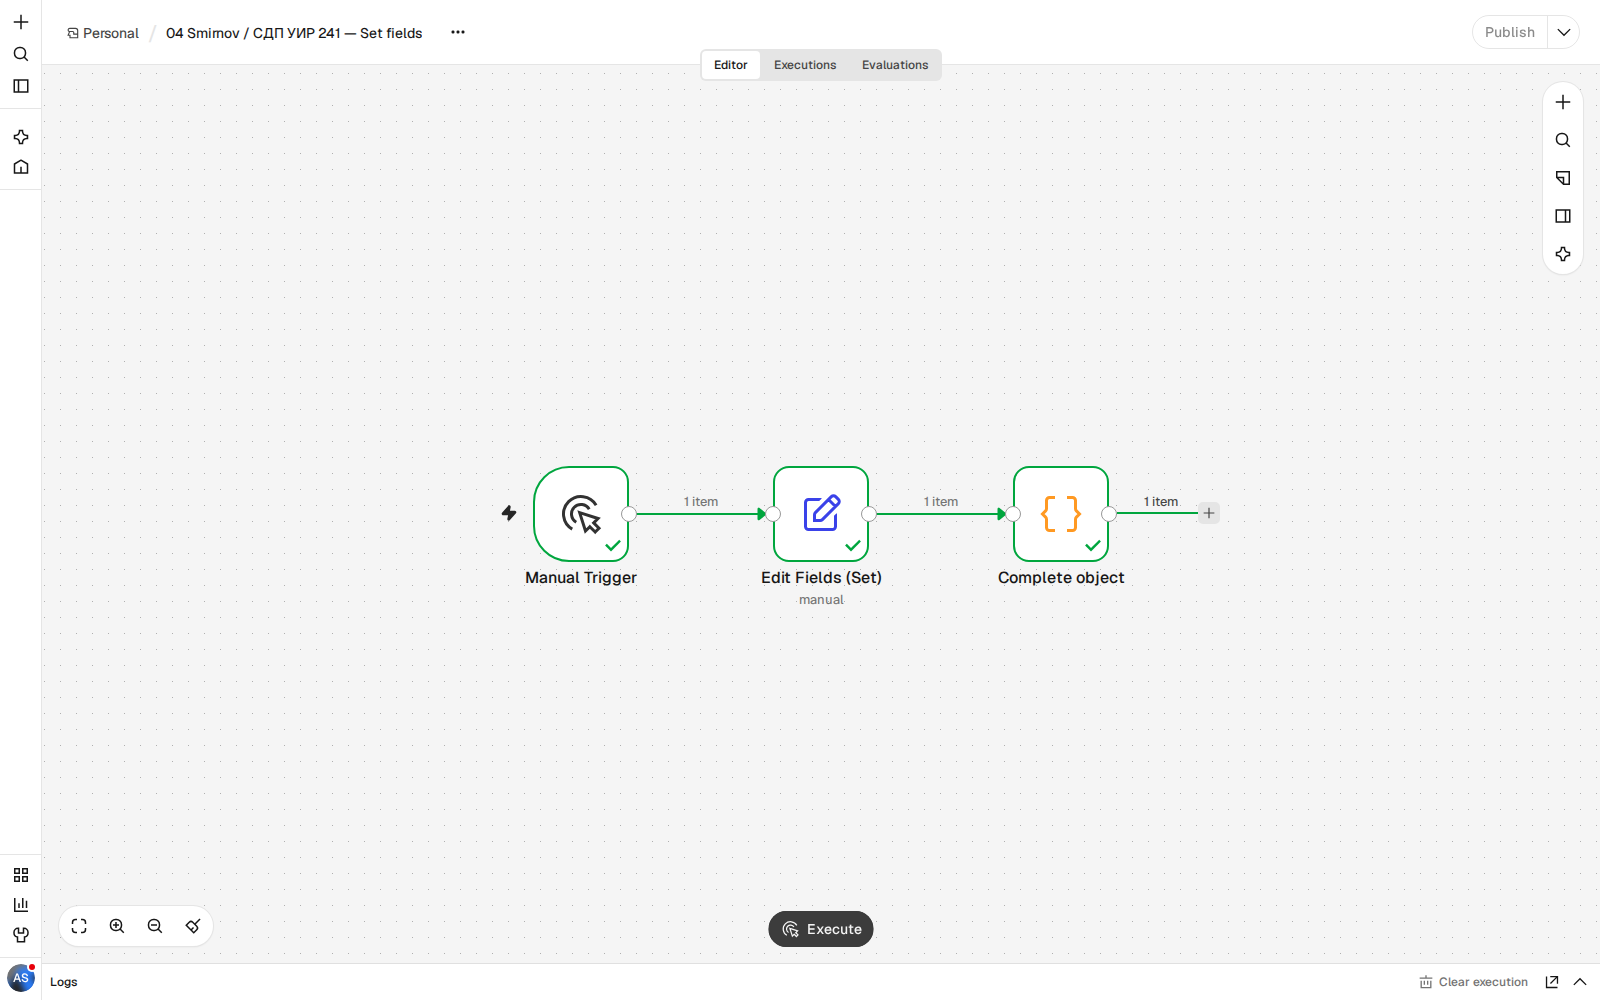 Personal / 04 Smirnov / СДП УИР 241 — Set fields
Publish
Editor Executions Evaluations
1 item
1 item
1 item
Manual Trigger
Edit Fields (Set)
manual
Complete object
Execute
AS
Logs
Clear execution